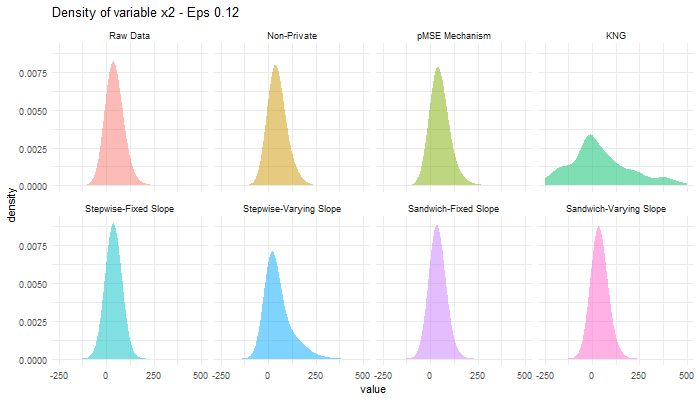 Density of variable x2 - Eps 0.12
Raw Data Non-Private pMSE Mechanism KNG
0.0075
0.0050
0.0025
0.0000
density
Stepwise-Fixed Slope Stepwise-Varying Slope Sandwich-Fixed Slope Sandwich-Varying Slope
0.0075
0.0050
0.0025
0.0000
-250 0 250 500 -250 0 250 500 -250 0 250 500 -250 0 250 500
value